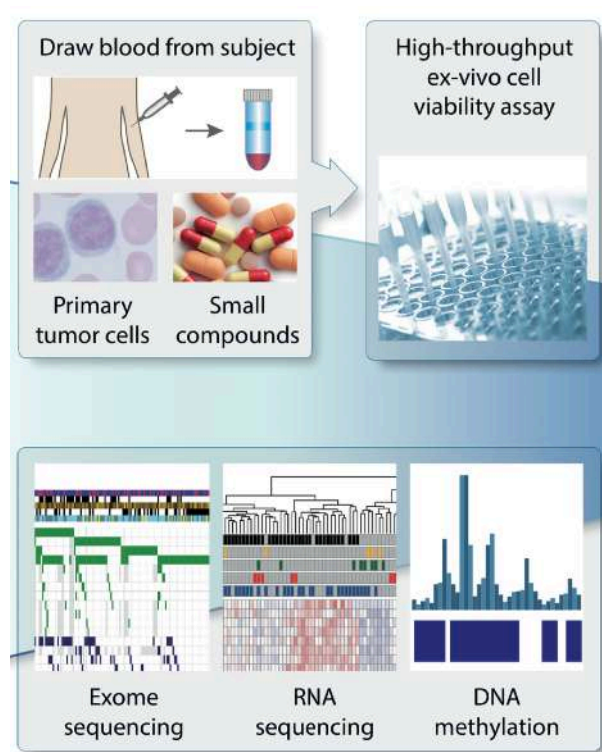 Draw blood from subject
High-throughput
ex-vivo cell
viability assay
Primary
tumor cells
Small
compounds
Exome
sequencing
RNA
sequencing
DNA
methylation